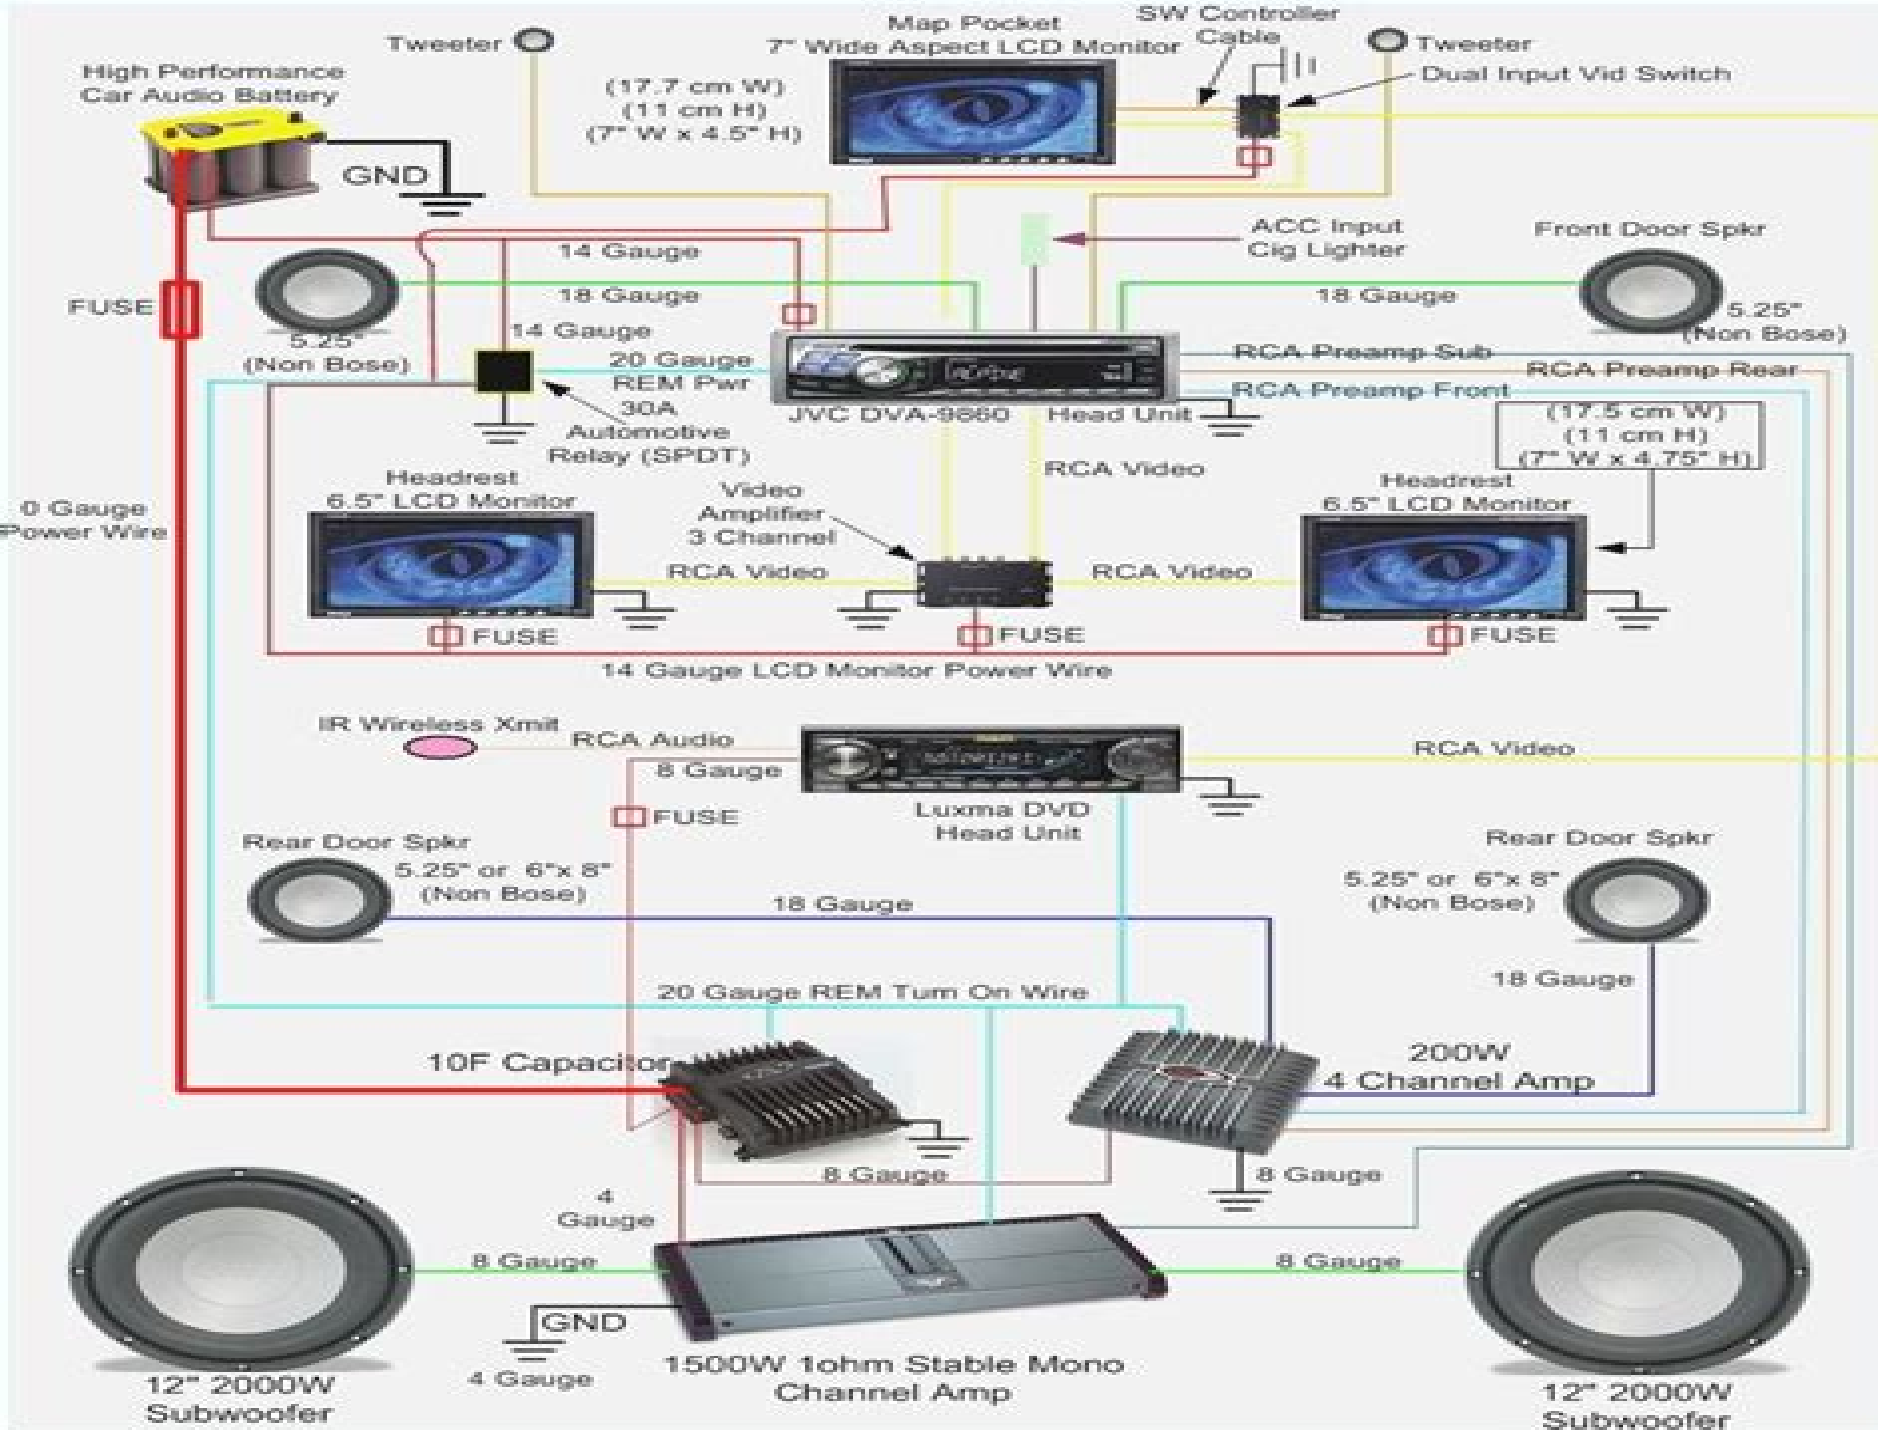 SW Controller
Cable
Map Pocket
7" Wide Aspect LCD Monitor
Tweeter
Tweeter
Dual Input Vid Switch
High Performance
Car Audio Battery
(17.7 cm W)
(11 cm H)
(7" W x 4.5" H)
GND
ACC Input
Cig Lighter
Front Door Spkr
14 Gauge
18 Gauge
18 Gauge
FUSE
5.25"
(Non Bose)
14 Gauge
5.25"
(Non Bose)
20 Gauge
REM Pwr
30A
Automotive
Relay (SPDT)
RCA Preamp Sub
RCA Preamp Rear
RCA Preamp Front
JVC DVA-9860
Head Unit
(17.5 cm W)
(11 cm H)
(7" W x 4.75" H)
RCA Video
Headrest
6.5" LCD Monitor
Video
Amplifier
3 Channel
Headrest
6.5" LCD Monitor
0 Gauge
Power Wire
RCA Video
RCA Video
FUSE
FUSE
FUSE
14 Gauge LCD Monitor Power Wire
IR Wireless Xmit
RCA Audio
RCA Video
8 Gauge
FUSE
Luxma DVD
Head Unit
Rear Door Spkr
5.25" or 6"x 8"
(Non Bose)
Rear Door Spkr
5.25" or 6"x 8"
(Non Bose)
18 Gauge
18 Gauge
20 Gauge REM Turn On Wire
10F Capacitor
200W
4 Channel Amp
8 Gauge
8 Gauge
4
Gauge
8 Gauge
8 Gauge
GND
4 Gauge
1500W 1ohm Stable Mono
Channel Amp
12" 2000W
Subwoofer
12" 2000W
Subwoofer